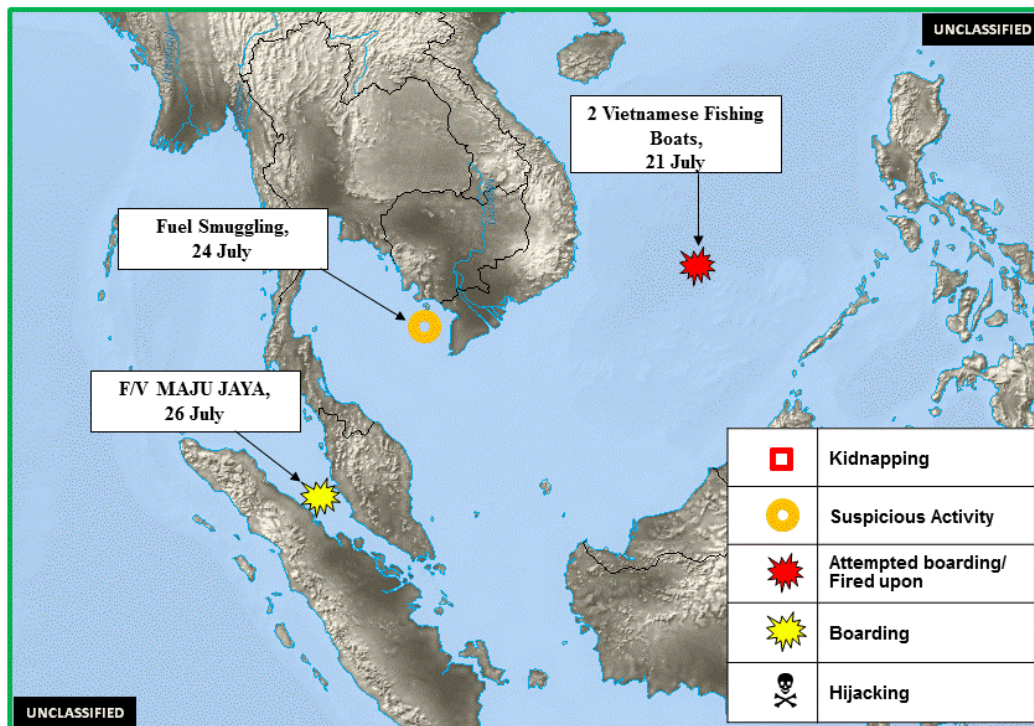 UNCLASSIFIED
2 Vietnamese Fishing
Boats,
21 July
Fuel Smuggling,
24 July
F/V MAJU JAYA,
26 July
Kidnapping
Suspicious Activity
Attempted boarding/
Fired upon
Boarding
Hijacking
UNCLASSIFIED